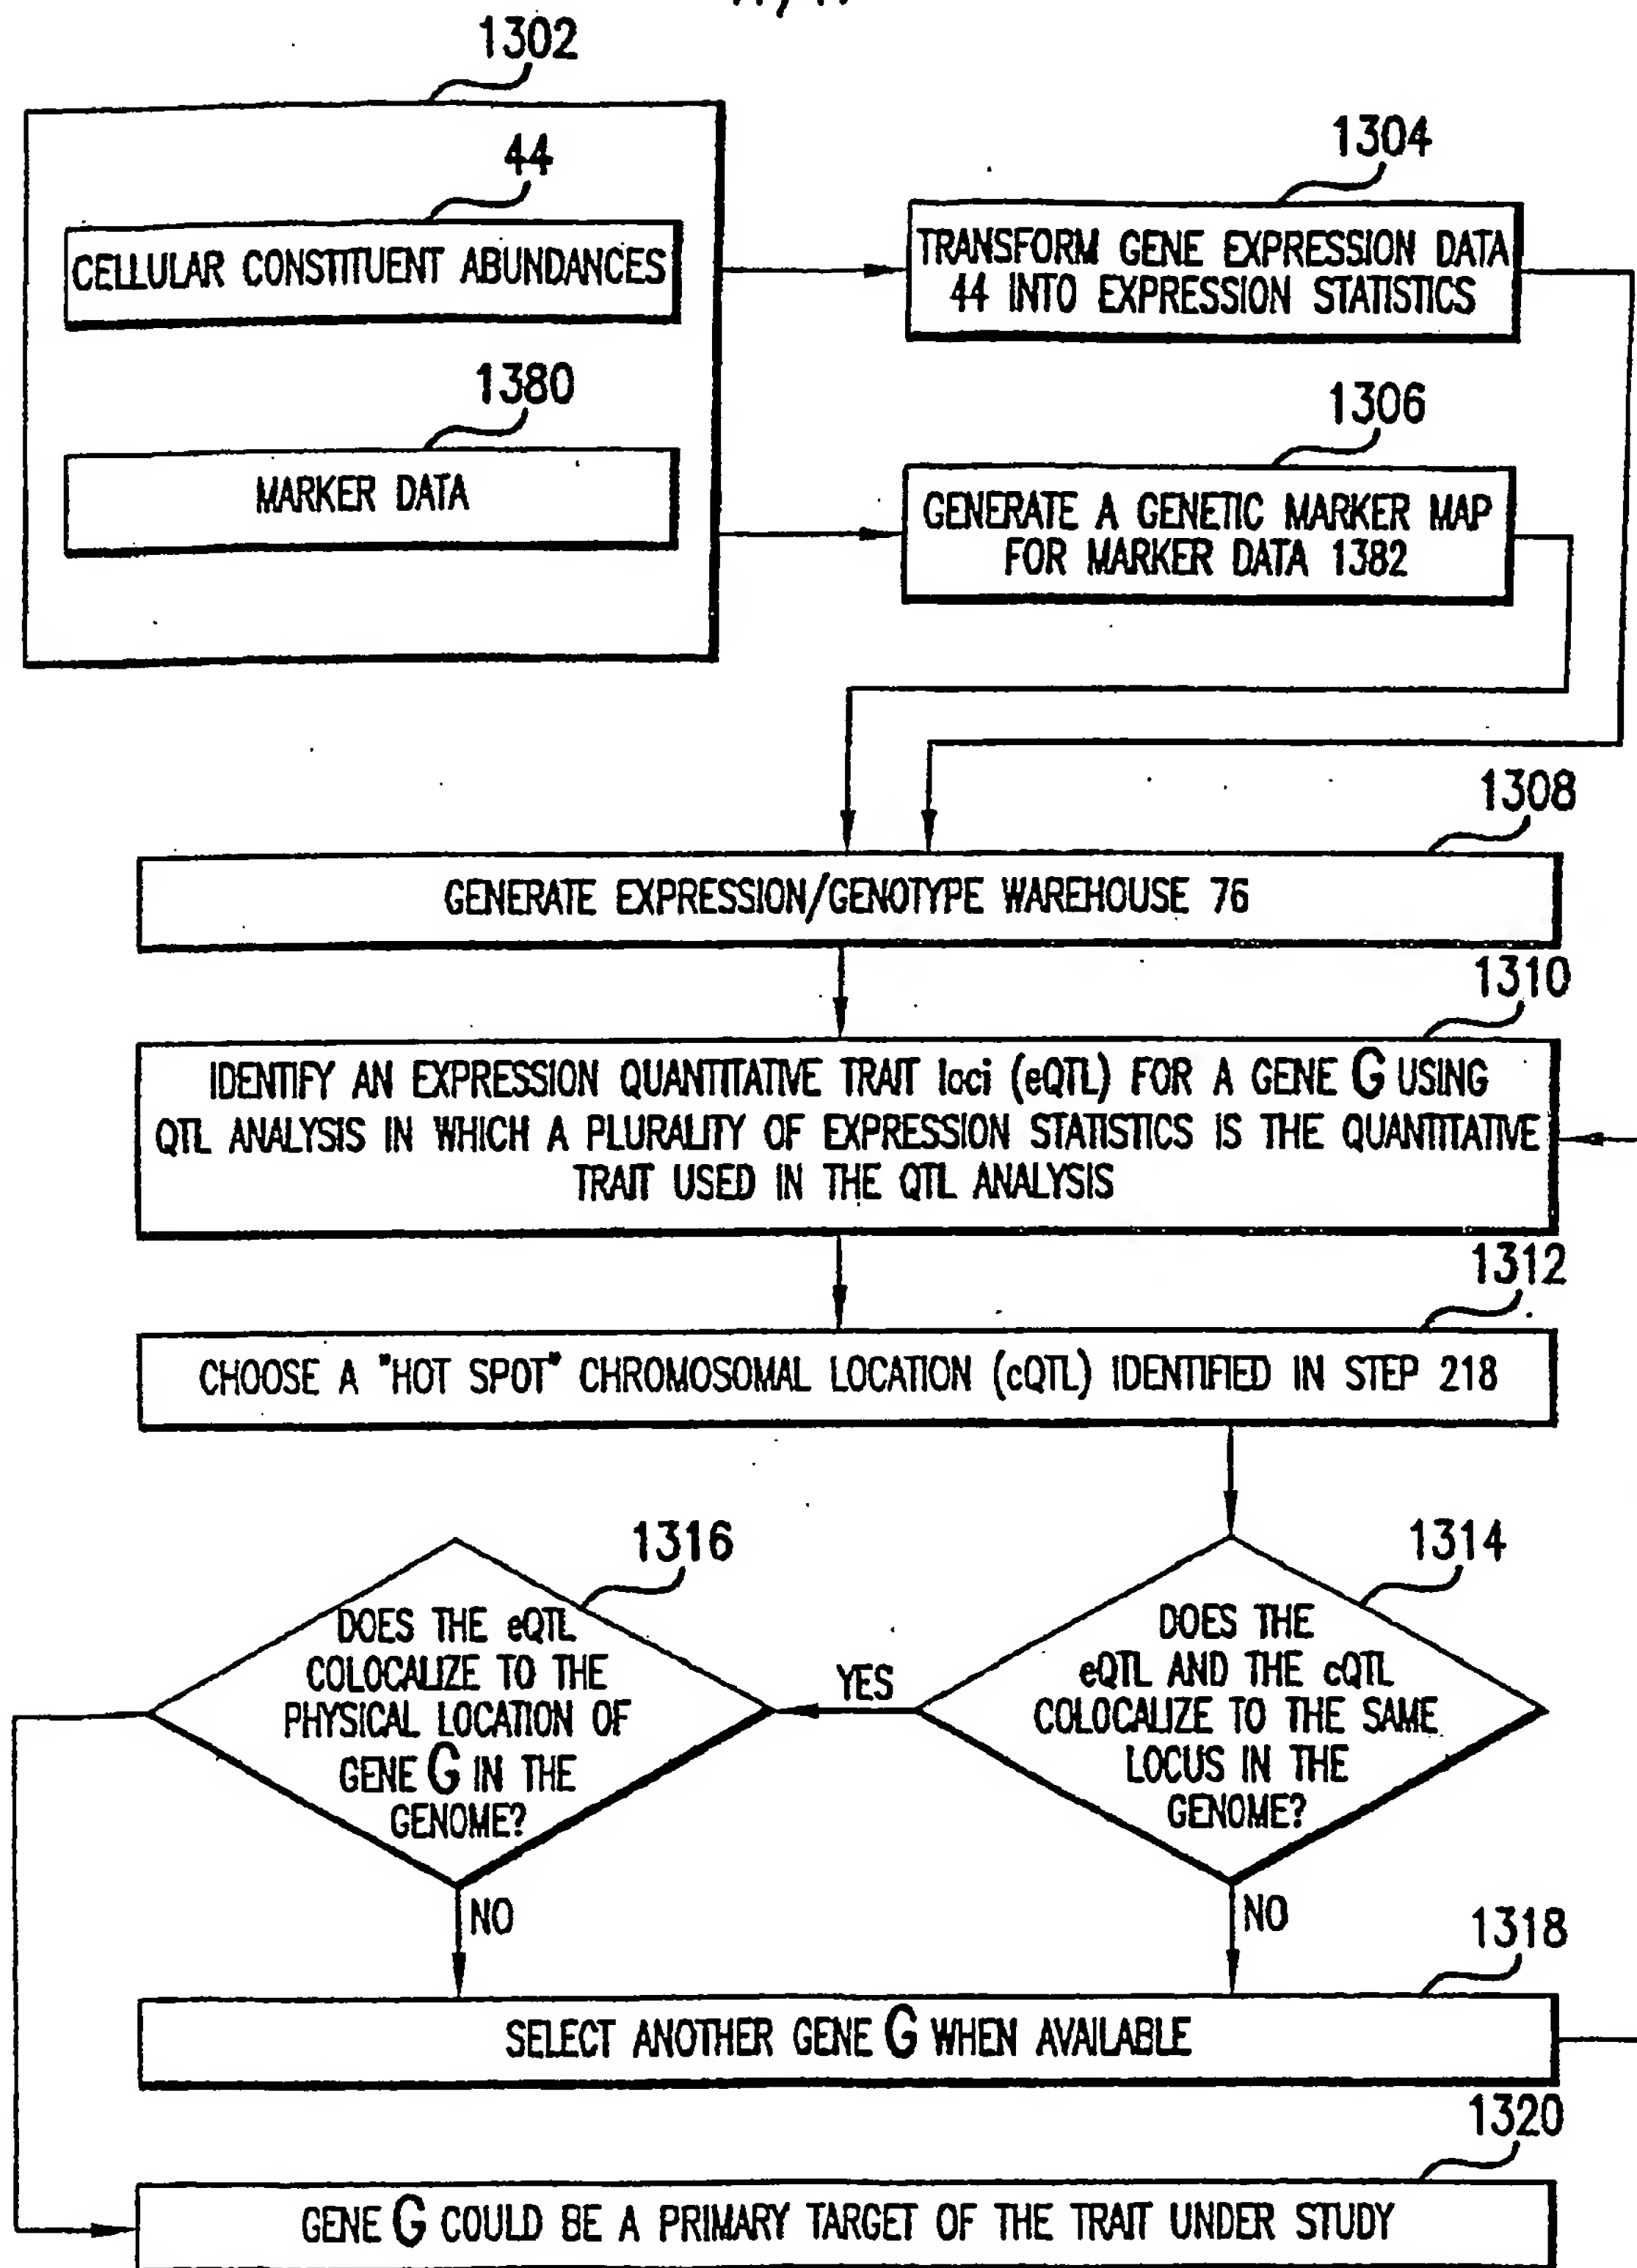 1302
44
CELLULAR CONSTITUENT ABUNDANCES
1380
MARKER DATA
1304
TRANSFORM GENE EXPRESSION DATA
44 INTO EXPRESSION STATISTICS
1306
GENERATE A GENETIC MARKER MAP
FOR MARKER DATA 1382
1308
GENERATE EXPRESSION/GENOTYPE WAREHOUSE 76
1310
IDENTIFY AN EXPRESSION QUANTITATIVE TRAIT loci (eQTL) FOR A GENE G USING
QTL ANALYSIS IN WHICH A PLURALITY OF EXPRESSION STATISTICS IS THE QUANTITATIVE
TRAIT USED IN THE QTL ANALYSIS
1312
CHOOSE A "HOT SPOT" CHROMOSOMAL LOCATION (cQTL) IDENTIFIED IN STEP 218
1316
DOES THE eQTL
COLOCALIZE TO THE
PHYSICAL LOCATION OF
GENE G IN THE
GENOME?
YES
1314
DOES THE
eQTL AND THE cQTL
COLOCALIZE TO THE SAME
LOCUS IN THE
GENOME?
NO
NO
1318
SELECT ANOTHER GENE G WHEN AVAILABLE
1320
GENE G COULD BE A PRIMARY TARGET OF THE TRAIT UNDER STUDY